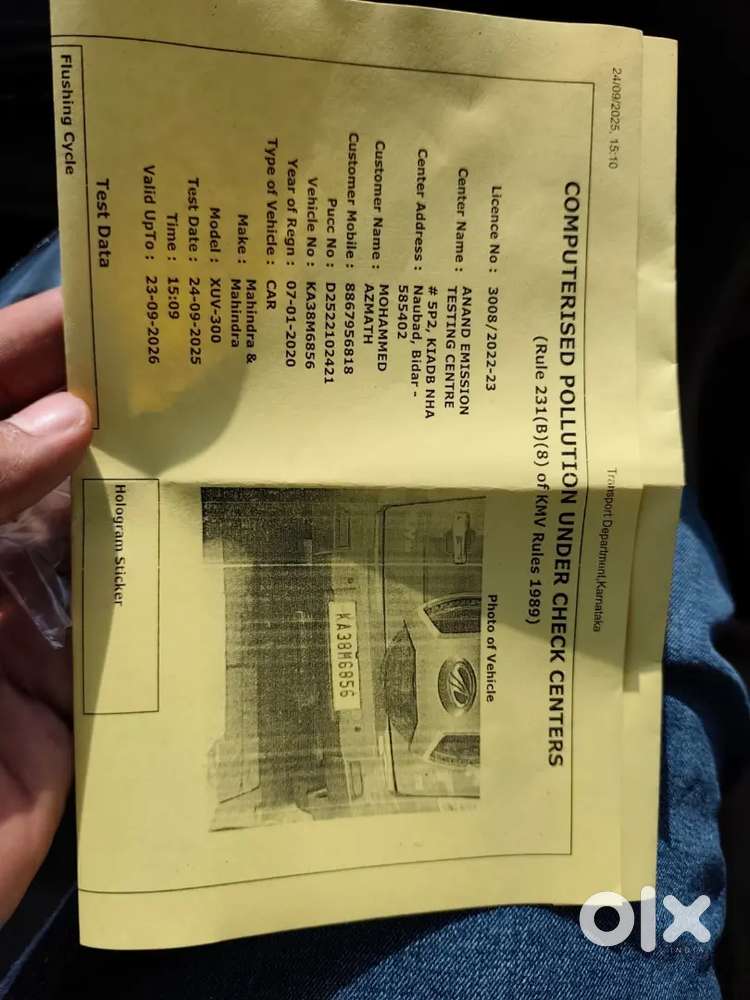 24/09/2025, 15:10
Transport Department,Karnataka
COMPUTERISED POLLUTION UNDER CHECK CENTERS
(Rule 231(B)(8) of KMV Rules 1989)
Licence No : 3008/2022-23
Center Name : ANAND EMISSION
TESTING CENTRE
Center Address : # 5P2, KIADB NHA
Naubad, Bidar -
585402
Customer Name : MOHAMMED
AZMATH
Customer Mobile : 8867956818
Pucc No : D2522102421
Vehicle No : KA38M6856
Year of Regn : 07-01-2020
Type of Vehicle : CAR
Make : Mahindra &
Mahindra
Model : XUV-300
Test Date : 24-09-2025
Time : 15:09
Valid UpTo : 23-09-2026
Photo of Vehicle
KA38M6856
Hologram Sticker
Test Data
Flushing Cycle
olx
INDIA